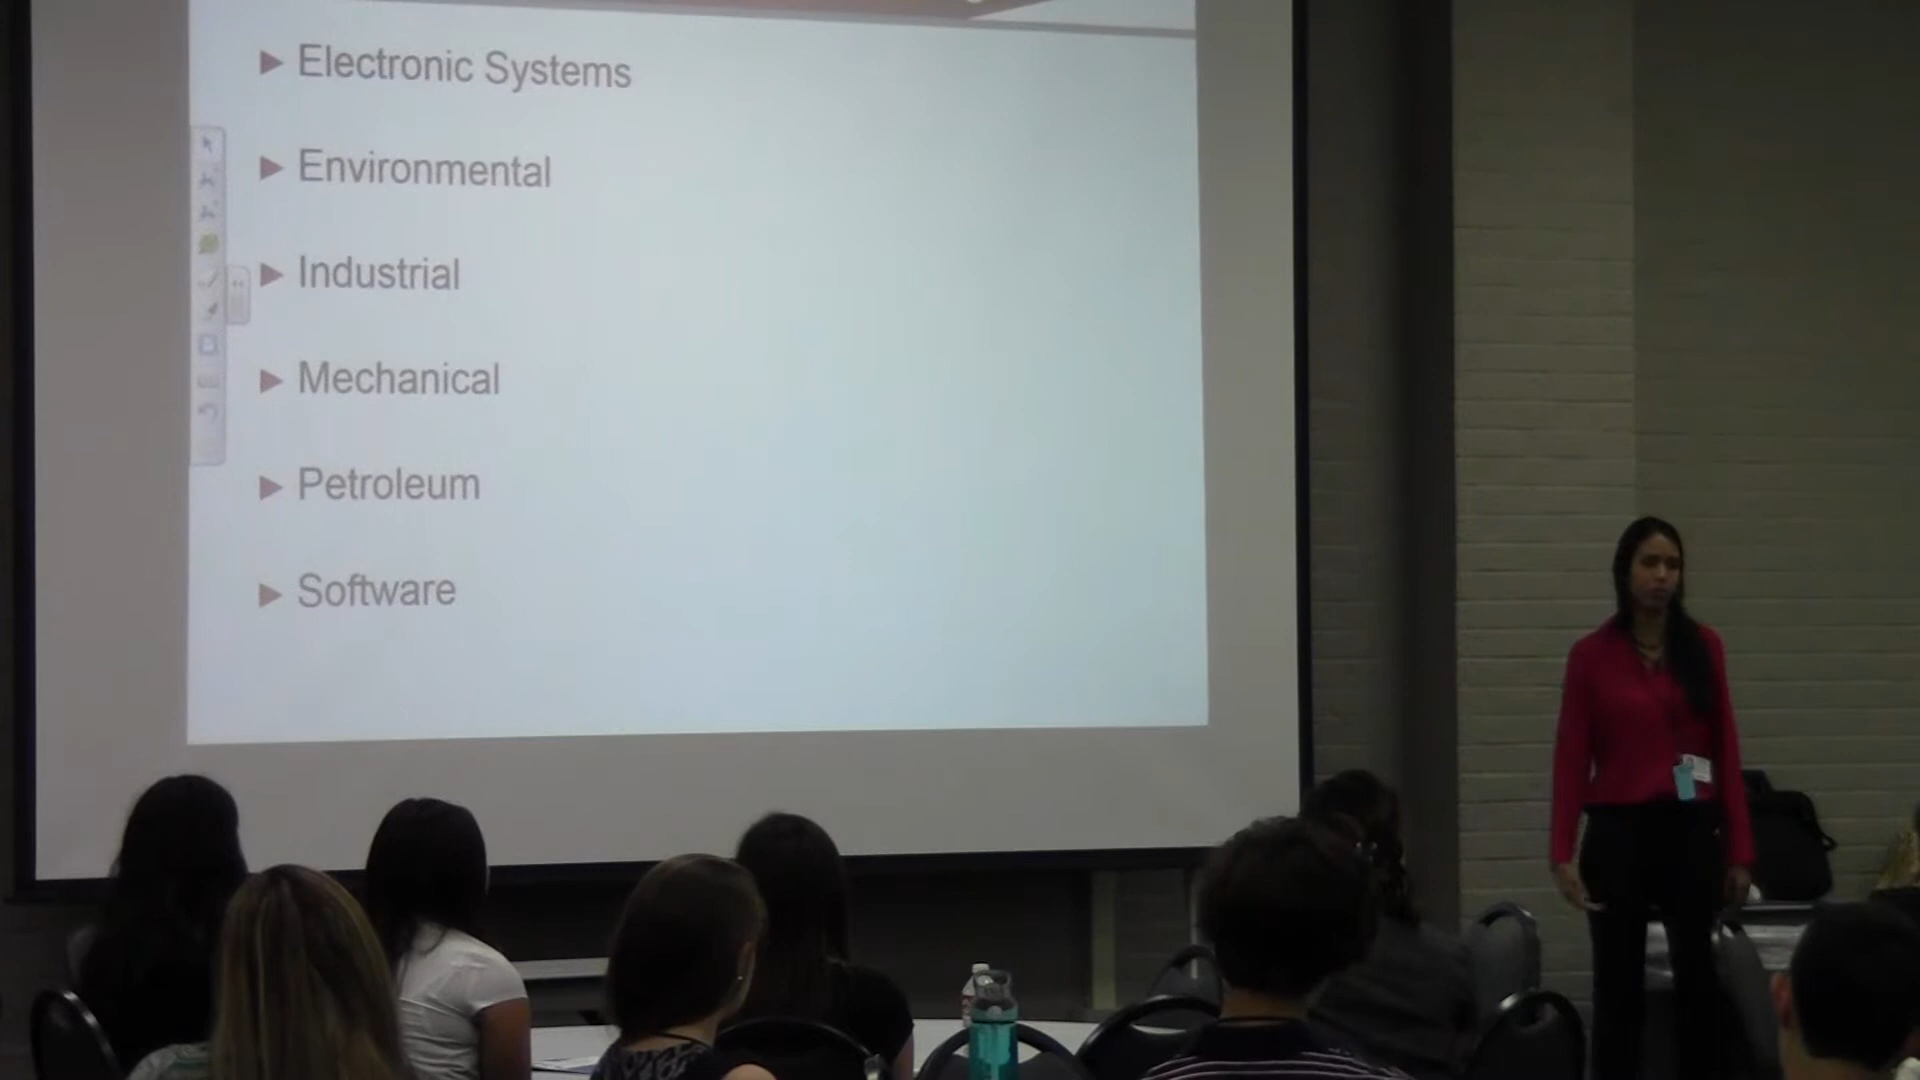 Electronic Systems
Environmental
Industrial
Mechanical
Petroleum
Software